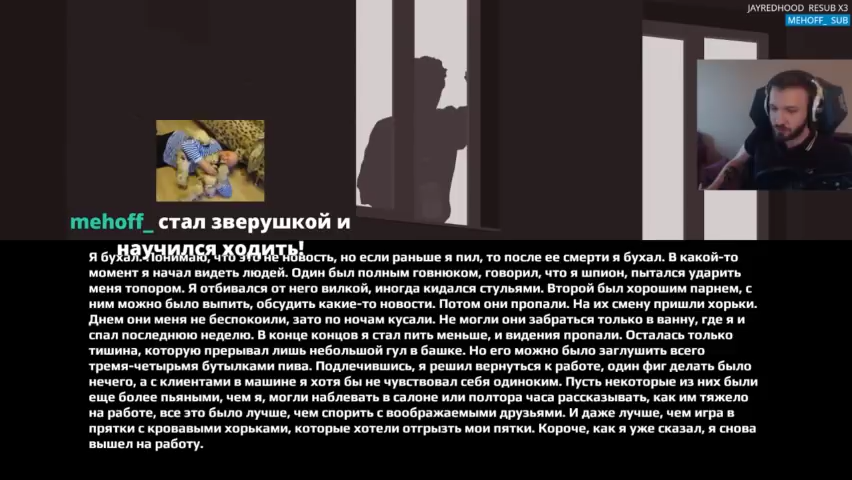 JAYREDHOOD RESUB X3
MEHOFF_ SUB
mehoff_ стал зверушкой и
научился ходить!
Я бухал. Понимаю, что это не новость, но если раньше я пил, то после ее смерти я бухал. В какой-то
момент я начал видеть людей. Один был полным говнюком, говорил, что я шпион, пытался ударить
меня топором. Я отбивался от него вилкой, иногда кидался стульями. Второй был хорошим парнем, с
ним можно было выпить, обсудить какие-то новости. Потом они пропали. На их смену пришли хорьки.
Днем они меня не беспокоили, зато по ночам кусали. Не могли они забраться только в ванну, где я и
спал последнюю неделю. В конце концов я стал пить меньше, и видения пропали. Осталась только
тишина, которую прерывал лишь небольшой гул в башке. Но его можно было заглушить всего
тремя-четырьмя бутылками пива. Подлечившись, я решил вернуться к работе, один фиг делать было
нечего, а с клиентами в машине я хотя бы не чувствовал себя одиноким. Пусть некоторые из них были
еще более пьяными, чем я, могли наблевать в салоне или полтора часа рассказывать, как им тяжело
на работе, все это было лучше, чем спорить с воображаемыми друзьями. И даже лучше, чем игра в
прятки с кровавыми хорьками, которые хотели отгрызть мои пятки. Короче, как я уже сказал, я снова
вышел на работу.